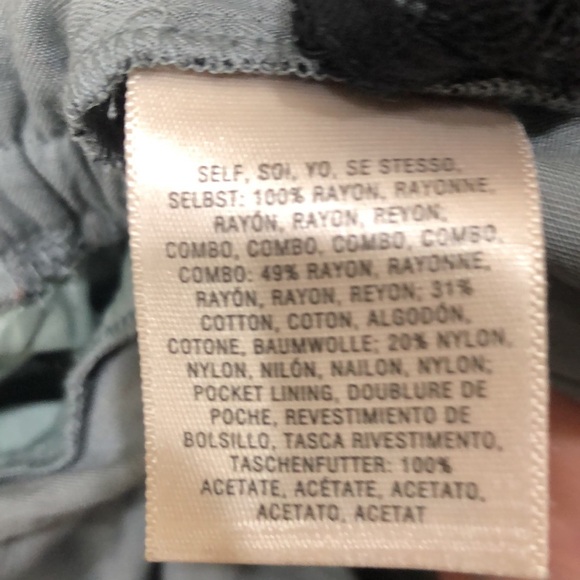 SELF, SOI, YO, SE STESSO,
SELBST: 100% RAYON, RAYONNE,
RAYÓN, RAYON, REYON;
COMBO, COMBO, COMBO, COMBO,
COMBO: 49% RAYON, RAYONNE,
RAYÓN, RAYON, REYON; 31%
COTTON, COTON, ALGODÓN,
COTONE, BAUMWOLLE; 20% NYLON,
NYLON, NILÓN, NAILON, NYLON;
POCKET LINING, DOUBLURE DE
POCHE, REVESTIMIENTO DE
BOLSILLO, TASCA RIVESTIMENTO,
TASCHENFUTTER: 100%
ACETATE, ACÉTATE, ACETATO,
ACETATO, ACETAT